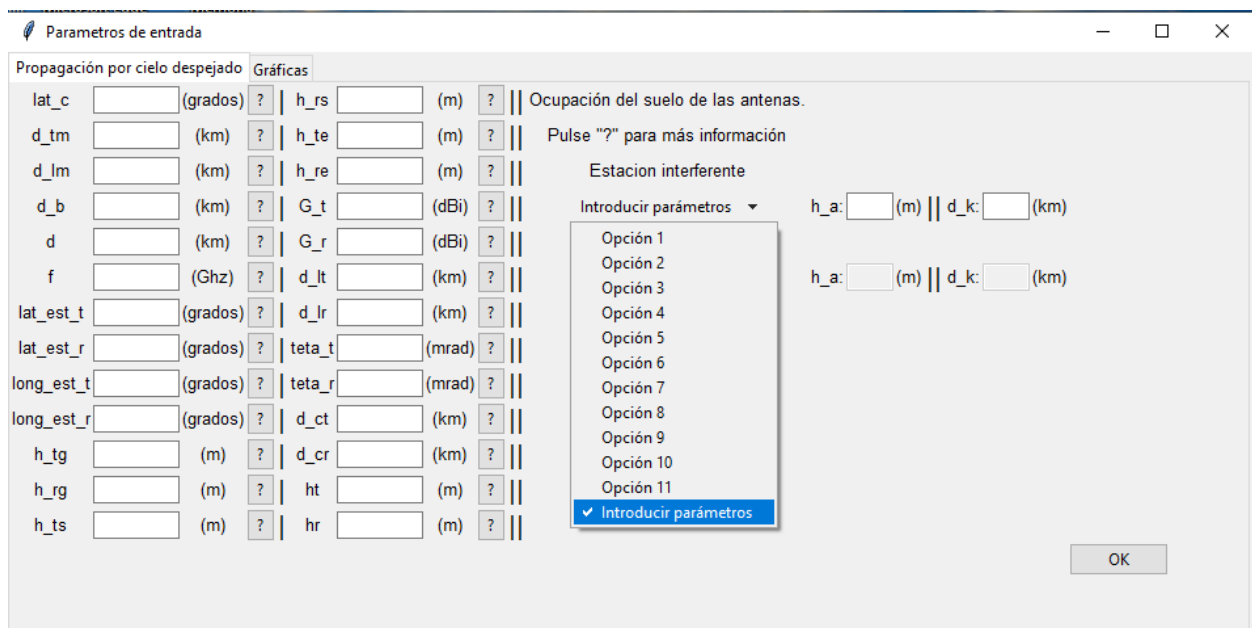 Parametros de entrada
Propagación por cielo despejado Gráficas
lat_c (grados) ? h_rs (m) ? Ocupación del suelo de las antenas.
d_tm (km) ? h_te (m) ? Pulse "?" para más información
d_lm (km) ? h_re (m) ? Estacion interferente
d_b (km) ? G_t (dBi) ? Introducir parámetros h_a: (m) || d_k: (km)
d (km) ? G_r (dBi) ? Opción 1
Opción 2
f (Ghz) ? d_lt (km) ? Opción 3 h_a: (m) || d_k: (km)
lat_est_t (grados) ? d_lr (km) ? Opción 4
Opción 5
lat_est_r (grados) ? teta_t (mrad) ? Opción 6
long_est_t (grados) ? teta_r (mrad) ? Opción 7
long_est_r (grados) ? d_ct (km) ? Opción 8
Opción 9
h_tg (m) ? d_cr (km) ? Opción 10
h_rg (m) ? ht (m) ? Opción 11
h_ts (m) ? hr (m) ? Introducir parámetros
OK